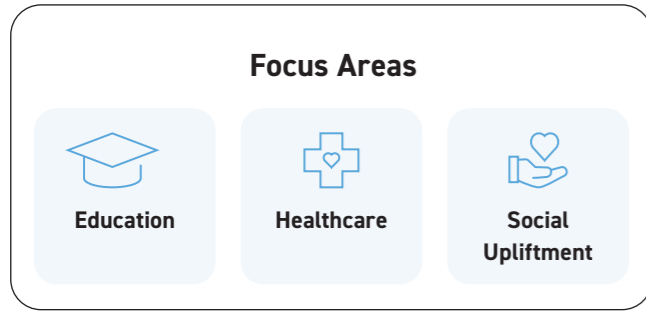 Focus Areas
Education
Healthcare
Social
Upliftment